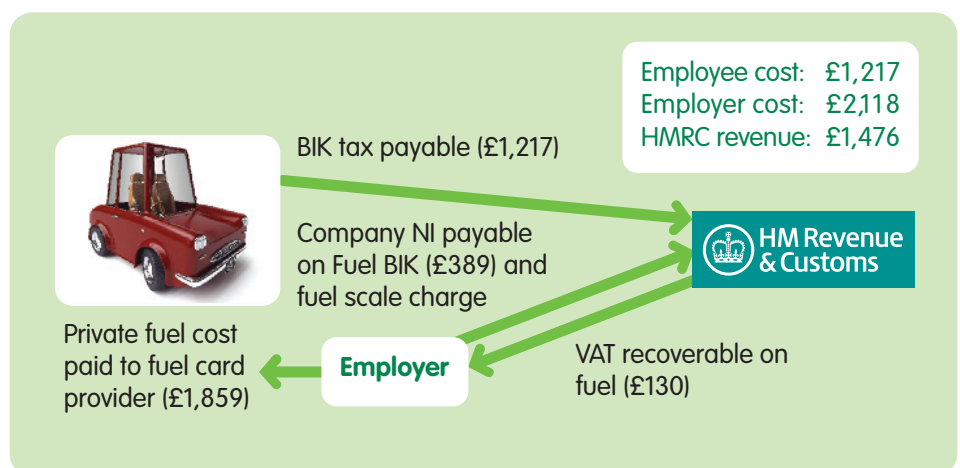 Employee cost: £1,217
Employer cost: £2,118
HMRC revenue: £1,476
BIK tax payable (£1,217)
Company NI payable
on Fuel BIK (£389) and
fuel scale charge
HM Revenue
& Customs
Private fuel cost
paid to fuel card
provider (£1,859)
Employer
VAT recoverable on
fuel (£130)